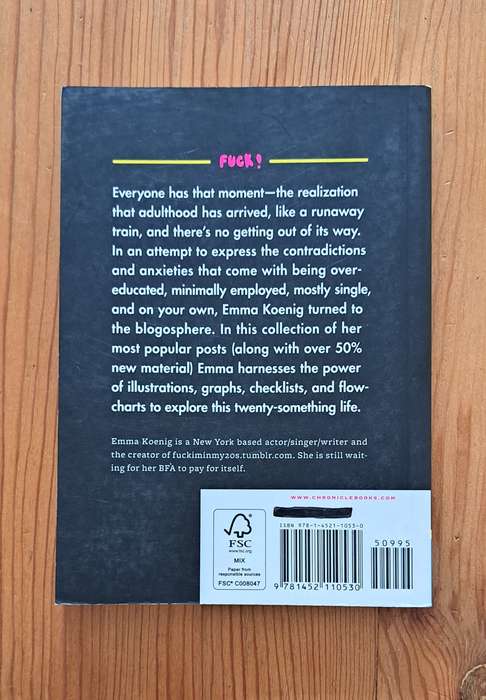 FUCK!
Everyone has that moment—the realization
that adulthood has arrived, like a runaway
train, and there's no getting out of its way.
In an attempt to express the contradictions
and anxieties that come with being over-
educated, minimally employed, mostly single,
and on your own, Emma Koenig turned to
the blogosphere. In this collection of her
most popular posts (along with over 50%
new material) Emma harnesses the power
of illustrations, graphs, checklists, and flow-
charts to explore this twenty-something life.
Emma Koenig is a New York based actor/singer/writer and
the creator of fuckiminmy20s.tumblr.com. She is still wait-
ing for her BFA to pay for itself.
WWW.CHRONICLEBOOKS.COM
ISBN 978-1-4521-1053-0
50995
9 781452 110530
FSC
www.fsc.org
MIX
Paper from
responsible sources
FSC® C008047